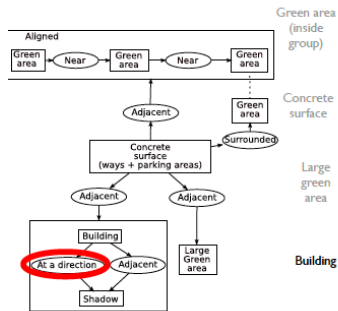 Green area
(inside
group)
Aligned
Green
area
Near
Green
area
Near
Green
area
Concrete
surface
Adjacent
Green
area
Surrounded
Concrete
surface
(ways + parking areas)
Large
green
area
Adjacent
Adjacent
Building
Large
Green
area
Building
At a direction
Adjacent
Shadow